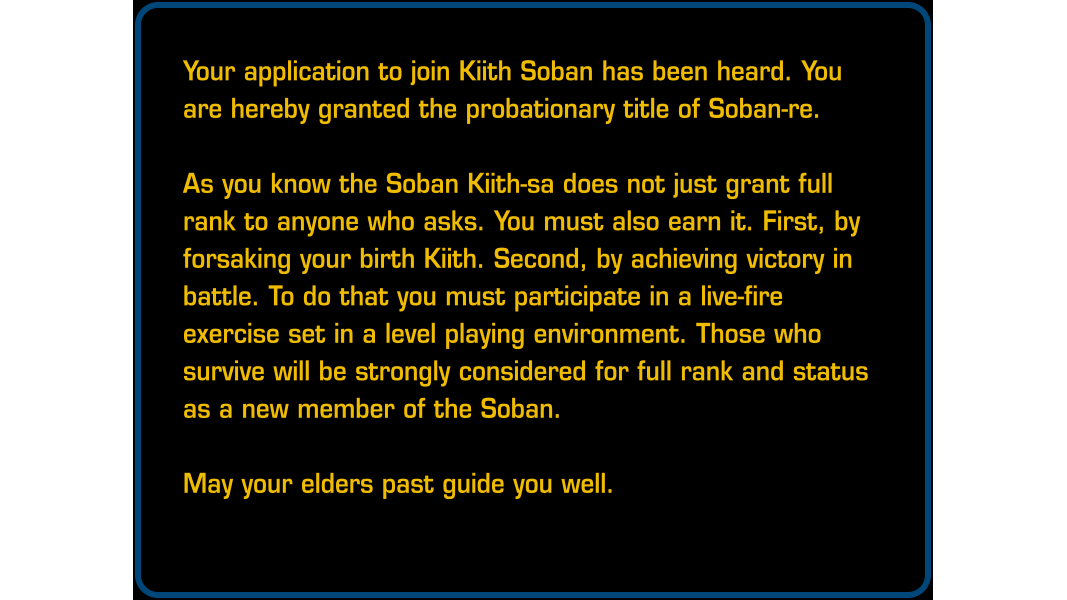 Your application to join Kiith Soban has been heard. You
are hereby granted the probationary title of Soban-re.
As you know the Soban Kiith-sa does not just grant full
rank to anyone who asks. You must also earn it. First, by
forsaking your birth Kiith. Second, by achieving victory in
battle. To do that you must participate in a live-fire
exercise set in a level playing environment. Those who
survive will be strongly considered for full rank and status
as a new member of the Soban.
May your elders past guide you well.